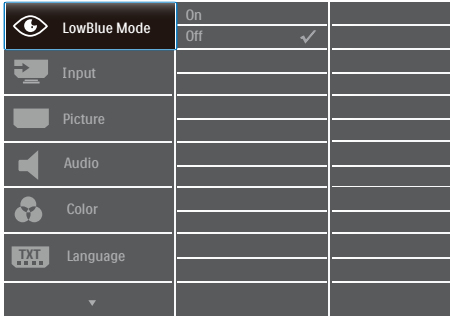 LowBlue Mode
On
Off
Input
Picture
Audio
Color
TXT
Language